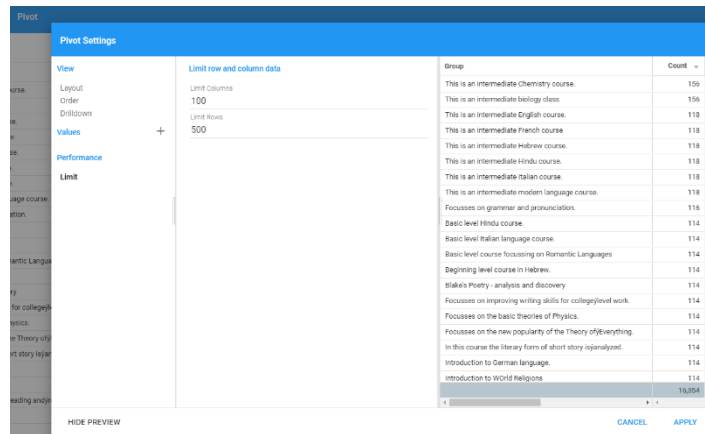 Pivot
Pivot Settings
View
Layout
Order
Drilldown
Values +
Performance
Limit
Limit row and column data
Limit Columns
100
Limit Rows
500
Group Count
This is an intermediate Chemistry course. 156
This is an intermediate biology class 156
This is an intermediate English course. 118
This is an intermediate French course 118
This is an intermediate Hebrew course. 118
This is an intermediate Hindu course. 118
This is an intermediate Italian course. 118
This is an intermediate modern language course. 118
Focusses on grammar and pronunciation. 116
Basic level Hindu course. 114
Basic level Italian language course. 114
Basic level course focussing on Romantic Languages 114
Beginning level course in Hebrew. 114
Blake's Poetry - analysis and discovery 114
Focusses on improving writing skills for collegeÿlevel work. 114
Focusses on the basic theories of Physics. 114
Focusses on the new popularity of the Theory ofÿEverything. 114
In this course the literary form of short story isÿanalyzed. 114
Introduction to German language. 114
Introduction to WOrld Religions 114
16,354
HIDE PREVIEW
CANCEL APPLY